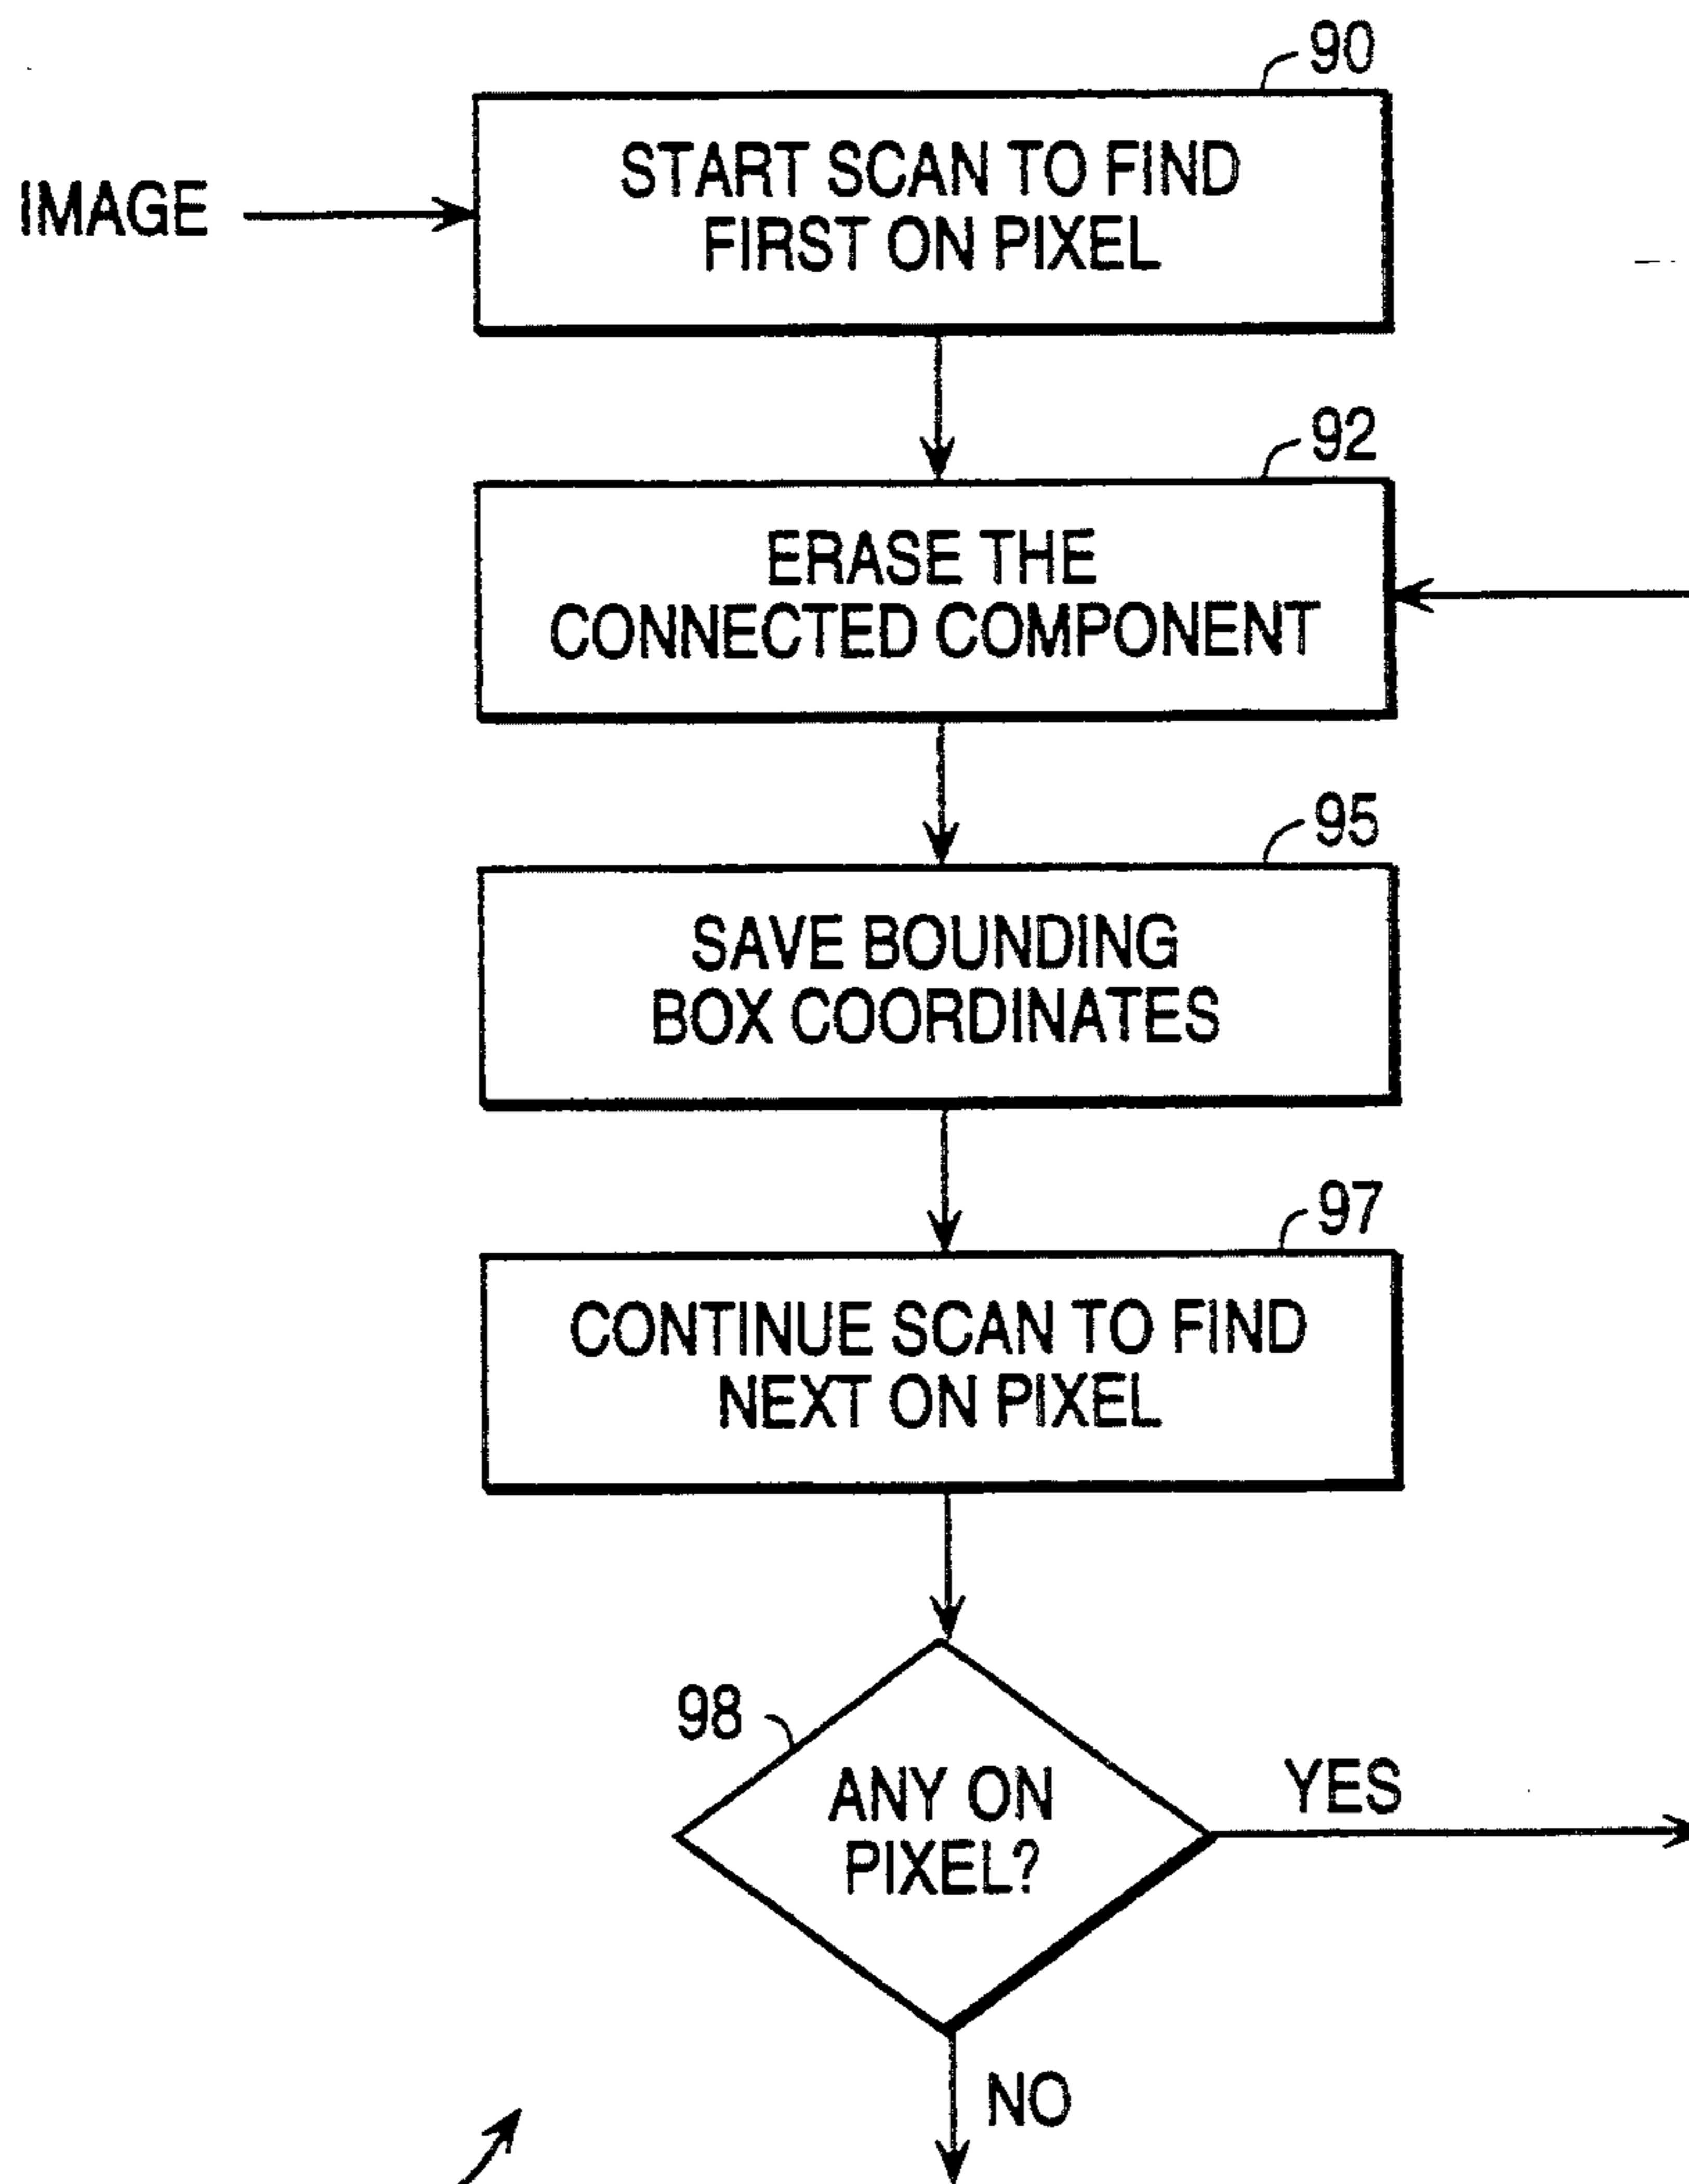 90
START SCAN TO FIND
FIRST ON PIXEL
IMAGE
92
ERASE THE
CONNECTED COMPONENT
95
SAVE BOUNDING
BOX COORDINATES
97
CONTINUE SCAN TO FIND
NEXT ON PIXEL
98
ANY ON
PIXEL?
YES
NO